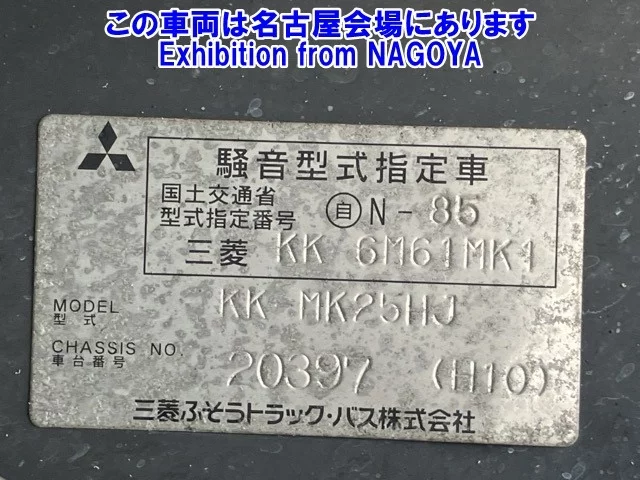 この車両は名古屋会場にあります
Exhibition from NAGOYA
騒音型式指定車
国土交通省
型式指定番号 自 N - 85
三菱 KK 6M61MK1
MODEL
型式 KK MK25HJ
CHASSIS NO.
車台番号 20397 (H10)
三菱ふそうトラック・バス株式会社